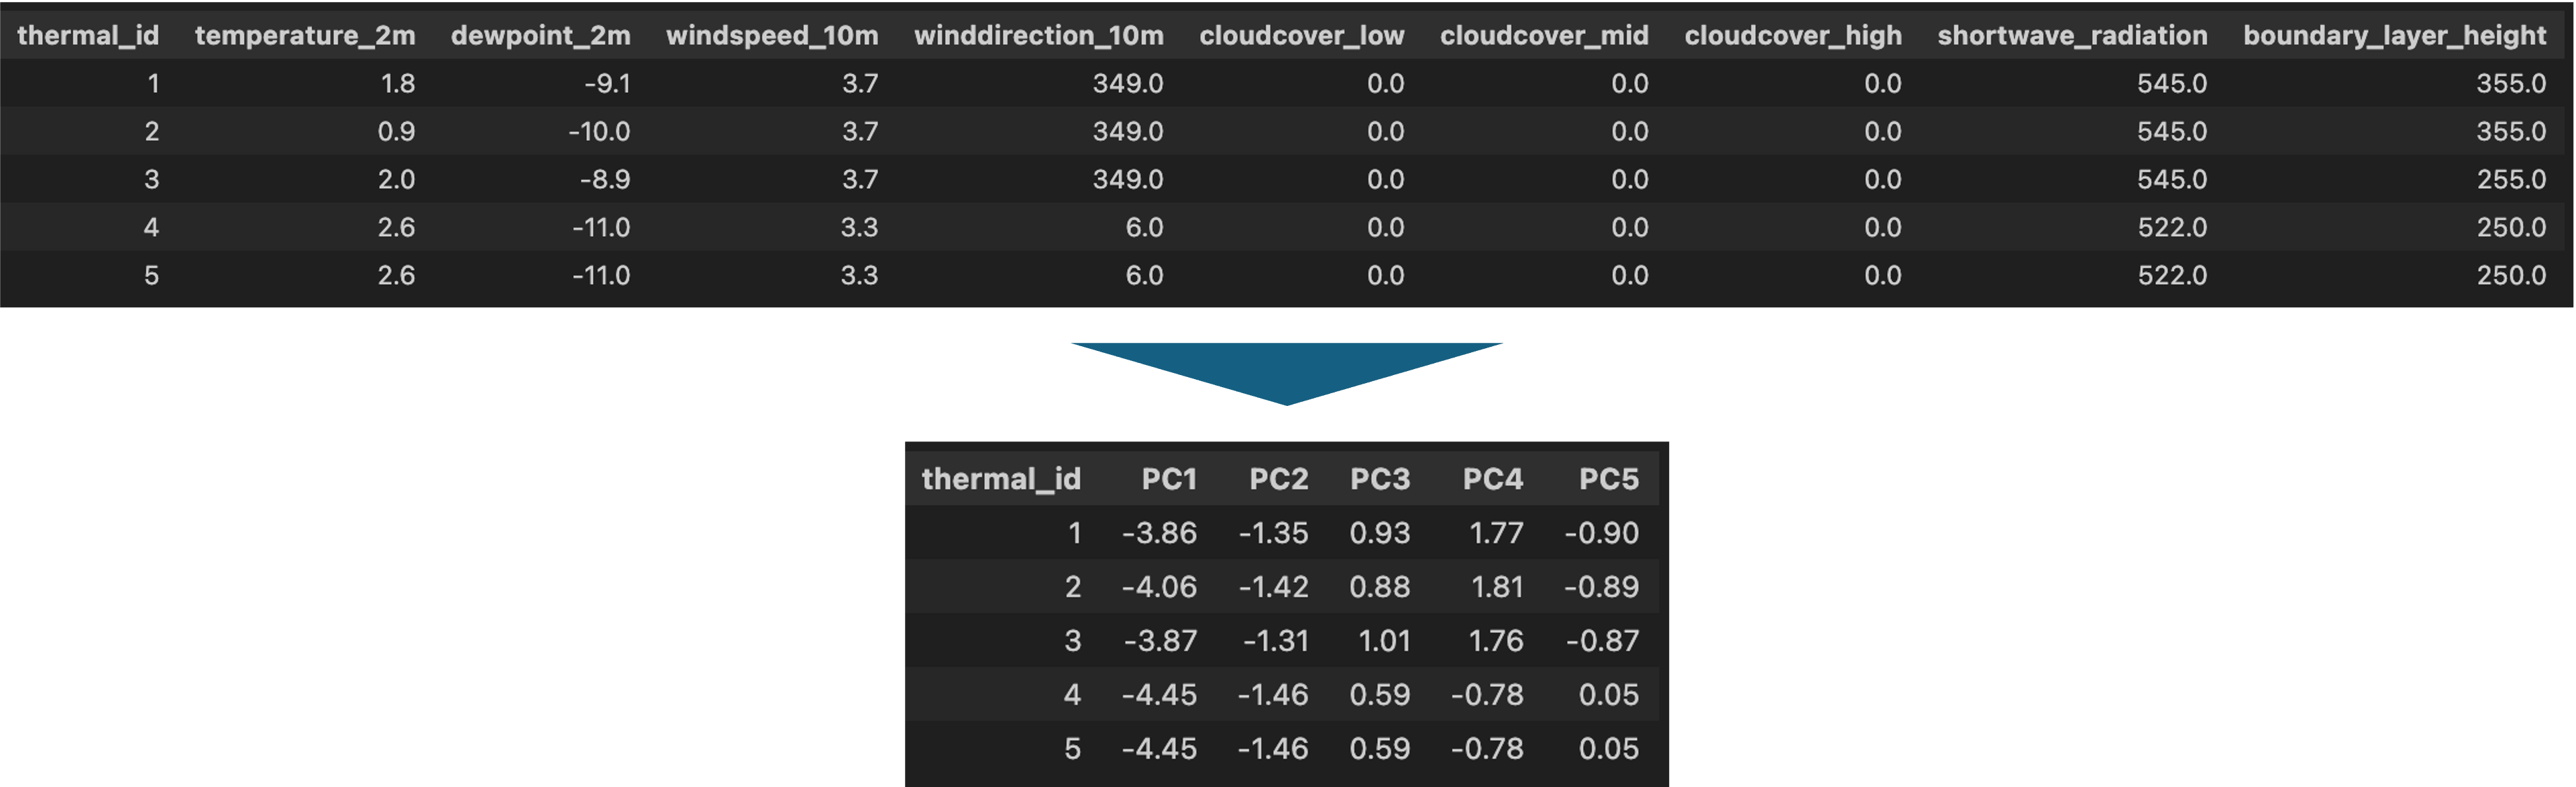 thermal_id temperature_2m dewpoint_2m windspeed_10m winddirection_10m cloudcover_low cloudcover_mid cloudcover_high shortwave_radiation boundary_layer_height
1 1.8 -9.1 3.7 349.0 0.0 0.0 0.0 545.0 355.0
2 0.9 -10.0 3.7 349.0 0.0 0.0 0.0 545.0 355.0
3 2.0 -8.9 3.7 349.0 0.0 0.0 0.0 545.0 255.0
4 2.6 -11.0 3.3 6.0 0.0 0.0 0.0 522.0 250.0
5 2.6 -11.0 3.3 6.0 0.0 0.0 0.0 522.0 250.0
thermal_id PC1 PC2 PC3 PC4 PC5
1 -3.86 -1.35 0.93 1.77 -0.90
2 -4.06 -1.42 0.88 1.81 -0.89
3 -3.87 -1.31 1.01 1.76 -0.87
4 -4.45 -1.46 0.59 -0.78 0.05
5 -4.45 -1.46 0.59 -0.78 0.05